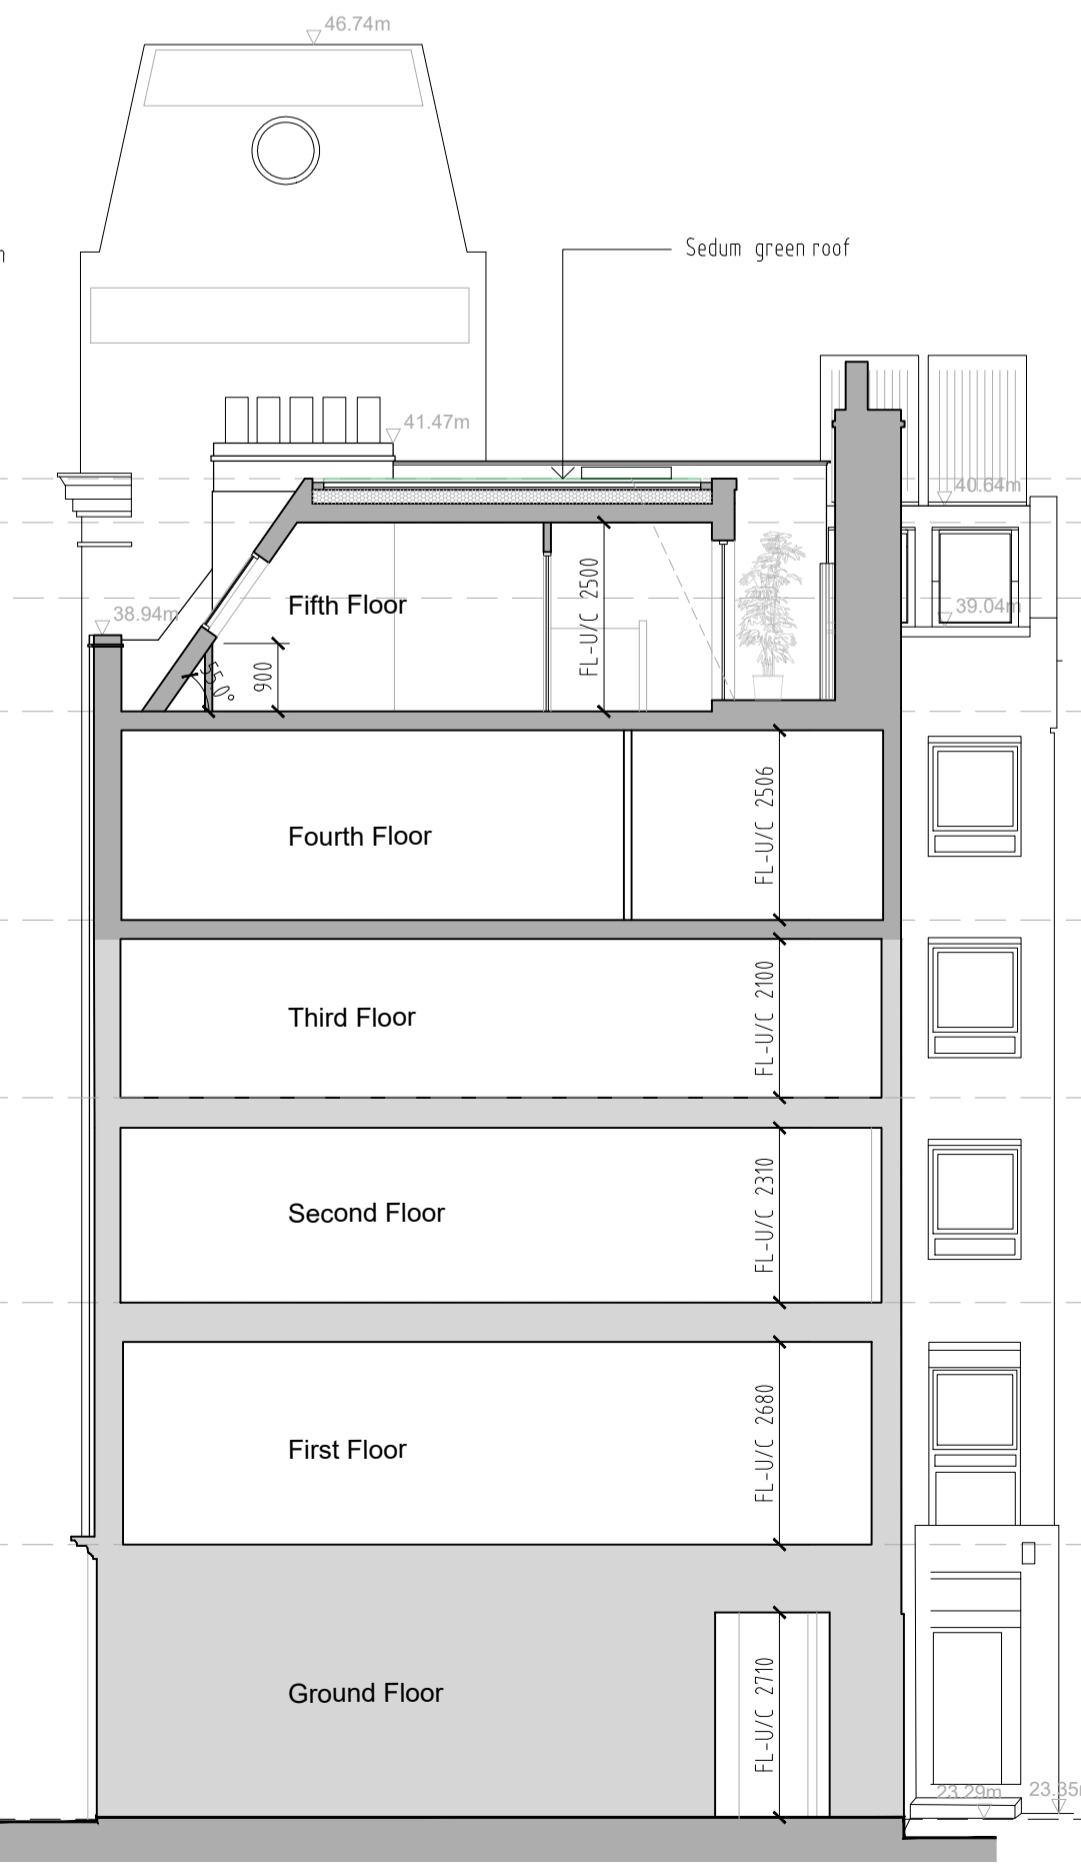 46.74m
Sedum green roof
41.47m
40.64m
38.94m
39.04m
Fifth Floor
FL-U/C 2500
900
55.0°
Fourth Floor
FL-U/C 2506
Third Floor
FL-U/C 2100
Second Floor
FL-U/C 2310
First Floor
FL-U/C 2680
Ground Floor
FL-U/C 2710
23.29m
23.35m